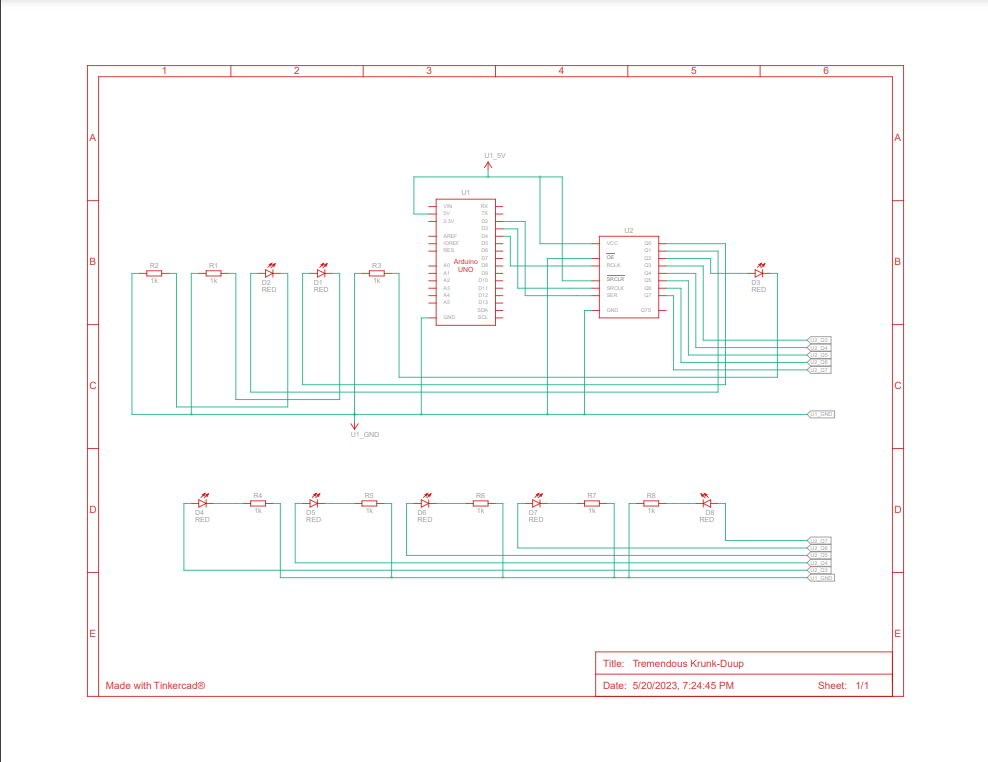 1 2 3 4 5 6
A A
U1_5V
U1 U2
VIN RX
5V TX
3.3V D2
D3
AREF D4
IOREF D5
RES D6
D7
A0 D8
A1 D9
A2 D10
A3 D11
A4 D12
A5 D13
SDA
GND SCL
Arduino
UNO
VCC Q0
Q1
OE Q2
RCLK Q3
Q4
SRCLR Q5
SRCLK Q6
SER Q7
GND Q7S
B B
R2 R1 R3
1k 1k 1k
D2 D1 D3
RED RED RED
U2_Q3
U2_Q4
U2_Q5
U2_Q6
U2_Q7
C C
U1_GND
U1_GND
R4 R5 R6 R7 R8
1k 1k 1k 1k 1k
D D
D4 D5 D6 D7 D8
RED RED RED RED RED
U2_Q7
U2_Q6
U2_Q5
U2_Q4
U2_Q3
U1_GND
E E
Title: Tremendous Krunk-Duup
Made with Tinkercad®
Date: 5/20/2023, 7:24:45 PM Sheet: 1/1